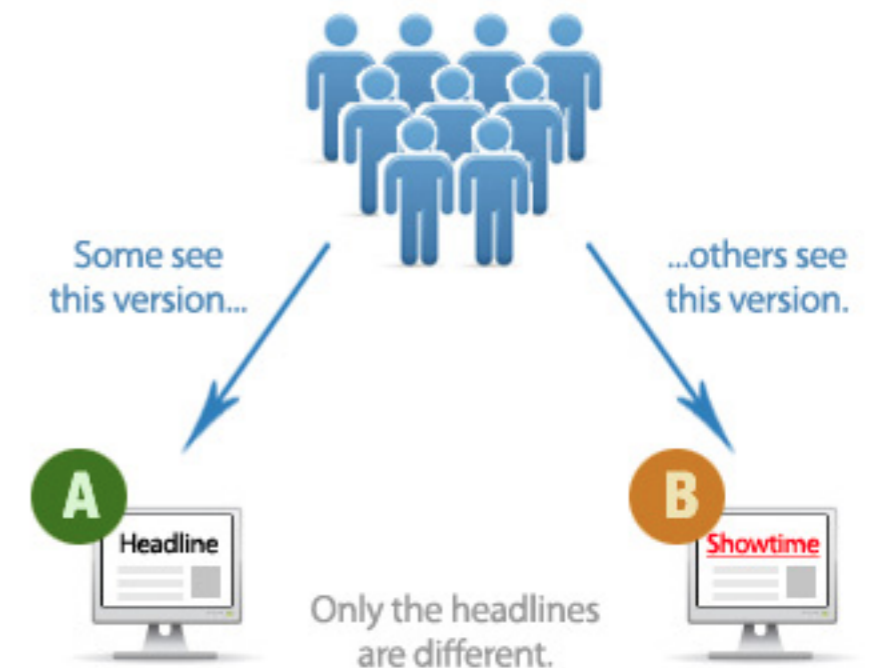 Some see
this version...
...others see
this version.
A
Headline
B
Showtime
Only the headlines
are different.